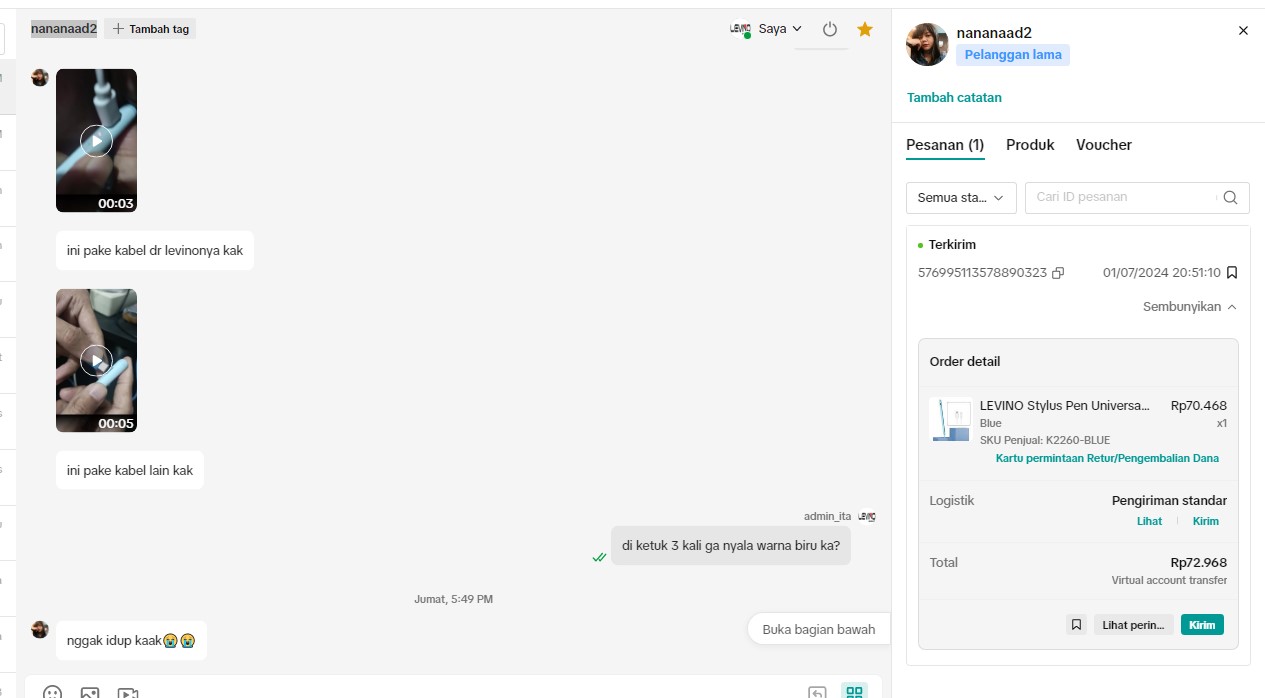 nananaad2
Tambah tag
LEVINO
Saya
00:03
ini pake kabel dr levinonya kak
00:05
ini pake kabel lain kak
admin_ita
LEVINO
di ketuk 3 kali ga nyala warna biru ka?
Jumat, 5:49 PM
nggak idup kaak😭😭
Buka bagian bawah
nananaad2
Pelanggan lama
Tambah catatan
Pesanan (1)
Produk
Voucher
Semua sta...
Cari ID pesanan
Terkirim
576995113578890323
01/07/2024 20:51:10
Sembunyikan
Order detail
LEVINO Stylus Pen Universa...
Rp70.468
Blue
x1
SKU Penjual: K2260-BLUE
Kartu permintaan Retur/Pengembalian Dana
Logistik
Pengiriman standar
Lihat
Kirim
Total
Rp72.968
Virtual account transfer
Lihat perin...
Kirim